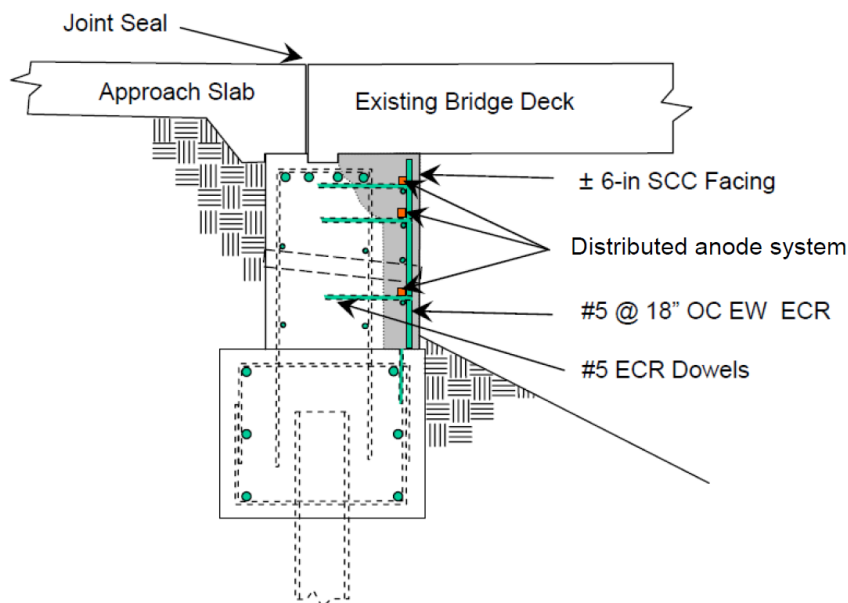 Joint Seal
Approach Slab
Existing Bridge Deck
± 6-in SCC Facing
Distributed anode system
#5 @ 18” OC EW ECR
#5 ECR Dowels